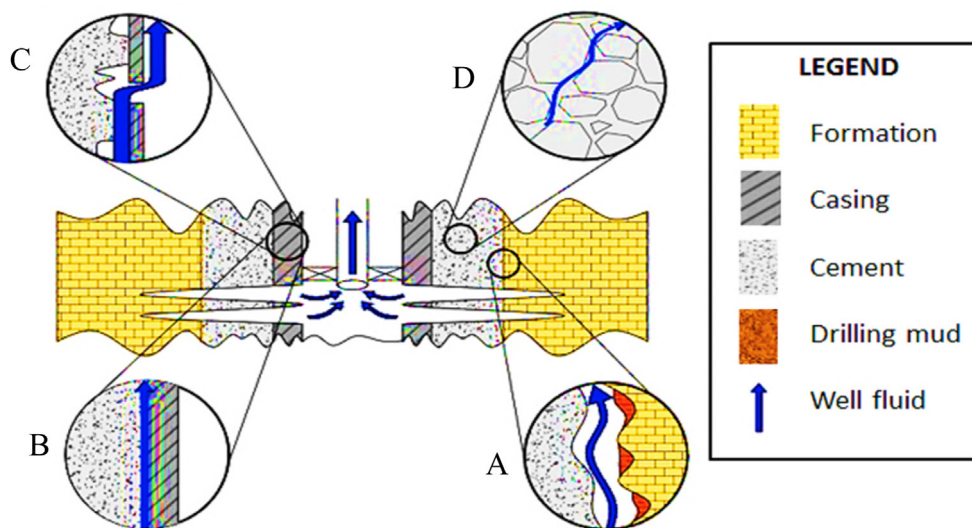 C
D
B
A
LEGEND
Formation
Casing
Cement
Drilling mud
Well fluid